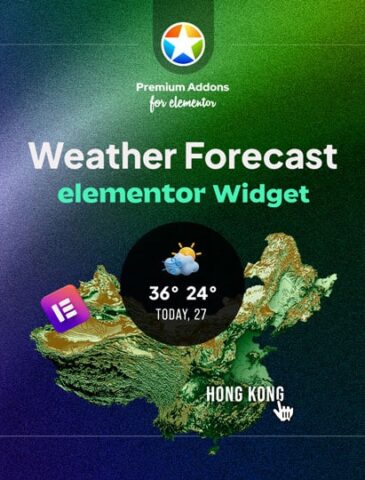 Premium Addons
for elementor
Weather Forecast
elementor Widget
36° 24°
TODAY, 27
HONG KONG